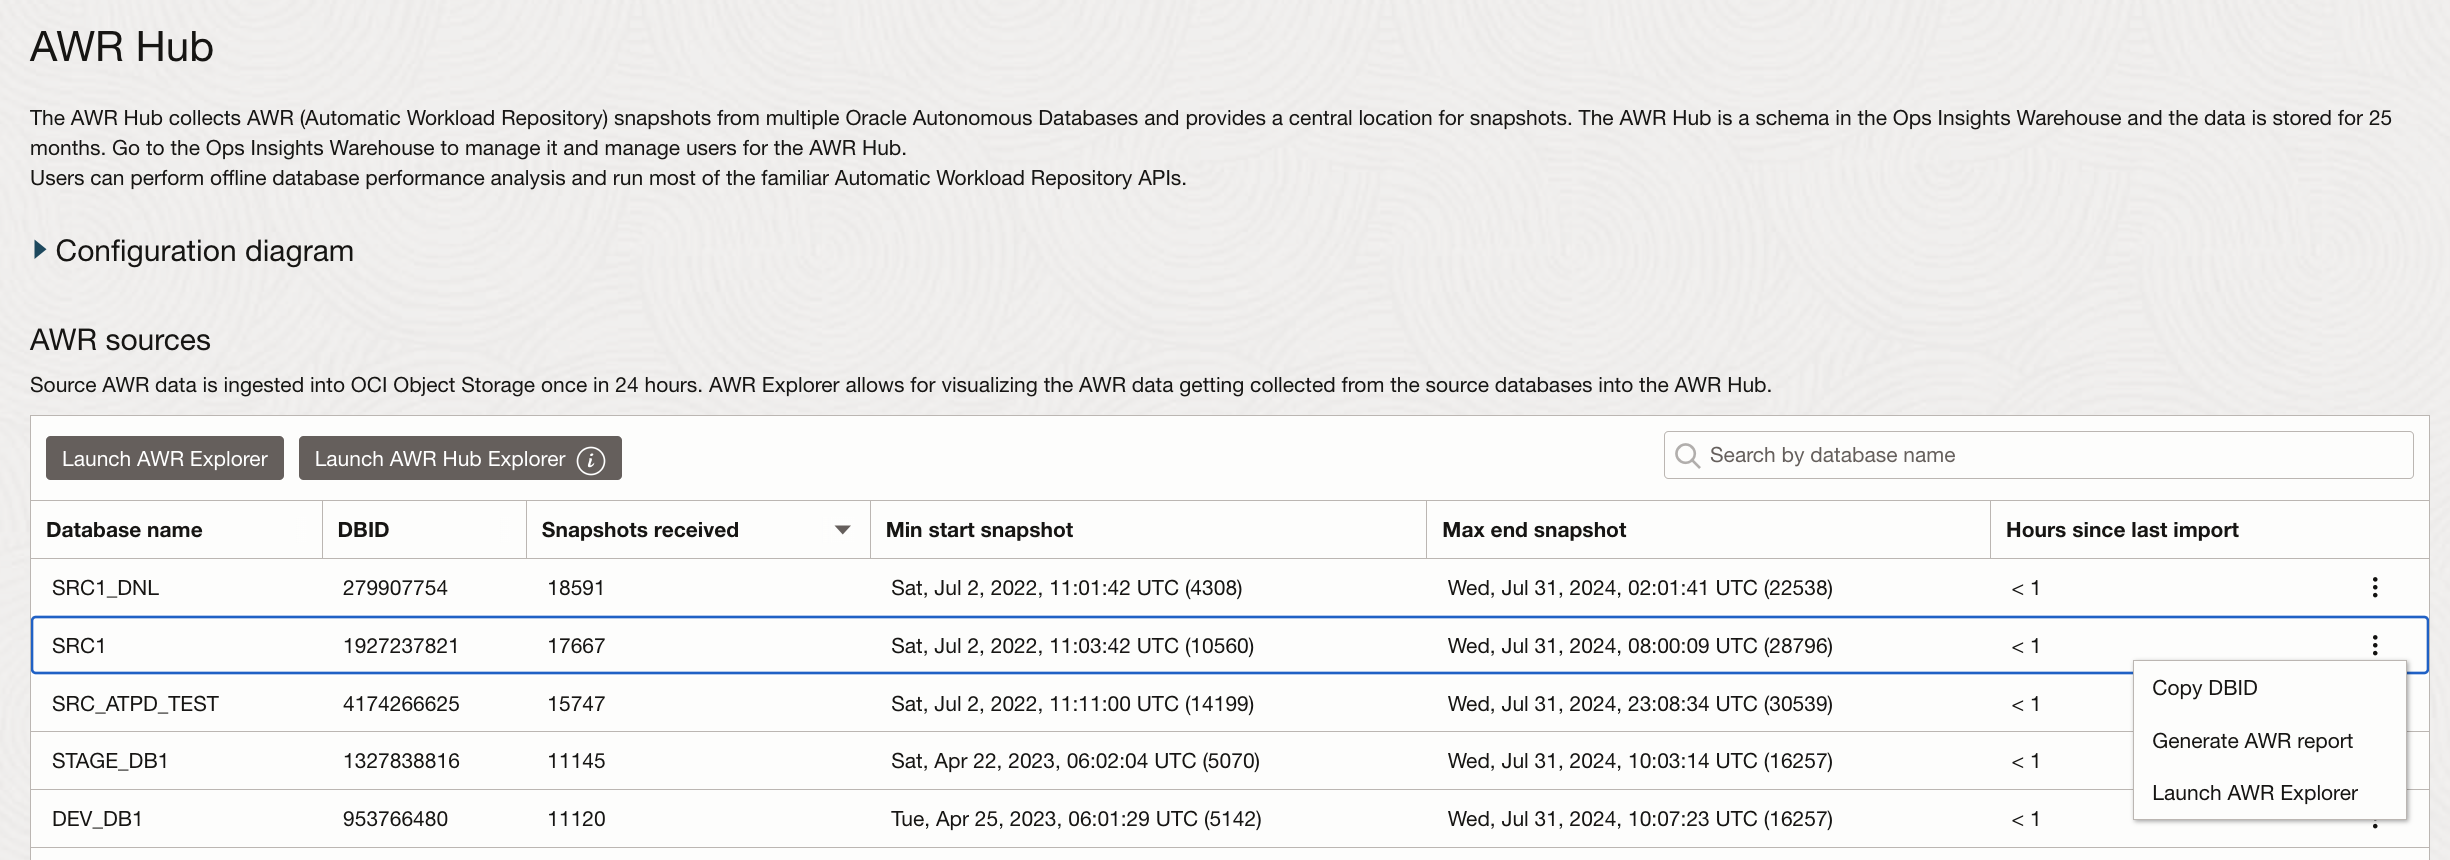 AWR Hub
The AWR Hub collects AWR (Automatic Workload Repository) snapshots from multiple Oracle Autonomous Databases and provides a central location for snapshots. The AWR Hub is a schema in the Ops Insights Warehouse and the data is stored for 25
months. Go to the Ops Insights Warehouse to manage it and manage users for the AWR Hub.
Users can perform offline database performance analysis and run most of the familiar Automatic Workload Repository APIs.
Configuration diagram
AWR sources
Source AWR data is ingested into OCI Object Storage once in 24 hours. AWR Explorer allows for visualizing the AWR data getting collected from the source databases into the AWR Hub.
Launch AWR Explorer Launch AWR Hub Explorer i Search by database name
Database name DBID Snapshots received Min start snapshot Max end snapshot Hours since last import
SRC1_DNL 279907754 18591 Sat, Jul 2, 2022, 11:01:42 UTC (4308) Wed, Jul 31, 2024, 02:01:41 UTC (22538) < 1
SRC1 1927237821 17667 Sat, Jul 2, 2022, 11:03:42 UTC (10560) Wed, Jul 31, 2024, 08:00:09 UTC (28796) < 1
Copy DBID
SRC_ATPD_TEST 4174266625 15747 Sat, Jul 2, 2022, 11:11:00 UTC (14199) Wed, Jul 31, 2024, 23:08:34 UTC (30539) < 1
Generate AWR report
STAGE_DB1 1327838816 11145 Sat, Apr 22, 2023, 06:02:04 UTC (5070) Wed, Jul 31, 2024, 10:03:14 UTC (16257) < 1
Launch AWR Explorer
DEV_DB1 953766480 11120 Tue, Apr 25, 2023, 06:01:29 UTC (5142) Wed, Jul 31, 2024, 10:07:23 UTC (16257) < 1